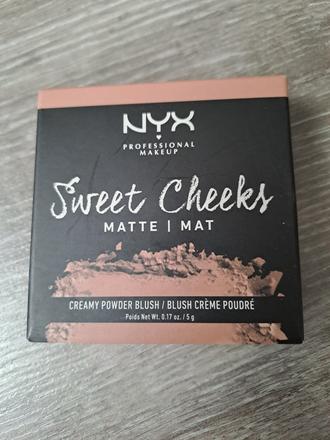 NYX
PROFESSIONAL
MAKEUP
Sweet Cheeks
MATTE | MAT
CREAMY POWDER BLUSH / BLUSH CRÈME POUDRÉ
Poids Net Wt. 0.17 oz. / 5 g